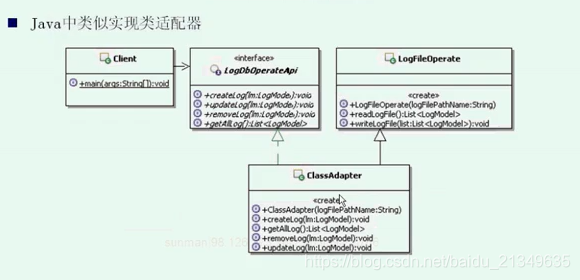 Java中类似实现类适配器
Client
+main(args:String[]):void
«interface»
LogDbOperateApi
+createLog(lm:LogModel):void
+updateLog(lm:LogModel):void
+removeLog(lm:LogModel):void
+getAllLog():List<LogModel>
LogFileOperate
«create»
+LogFileOperate(logFilePathName:String)
+readLogFile():List<LogModel>
+writeLogFile(list:List<LogModel>):void
ClassAdapter
«create»
+ClassAdapter(logFilePathName:String)
+createLog(lm:LogModel):void
+getAllLog():List<LogModel>
+removeLog(lm:LogModel):void
+updateLog(lm:LogModel):void
https://blog.csdn.net/baidu_21349635